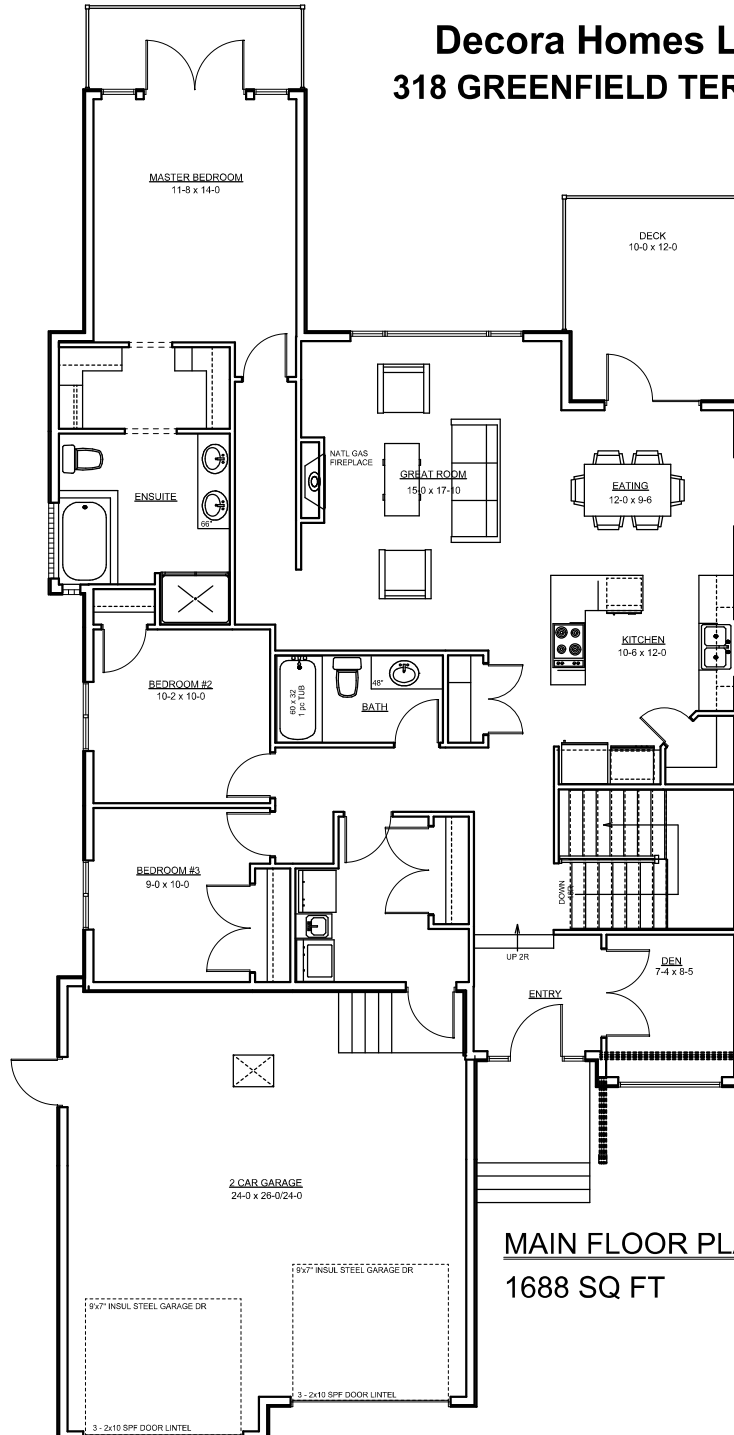 Decora Homes L
318 GREENFIELD TER
MASTER BEDROOM
11-8 x 14-0
DECK
10-0 x 12-0
NATL GAS
FIREPLACE
GREAT ROOM
15-0 x 17-10
EATING
12-0 x 9-6
ENSUITE
66"
KITCHEN
10-6 x 12-0
BEDROOM #2
10-2 x 10-0
60 x 32
1 pc TUB
48"
BATH
BEDROOM #3
9-0 x 10-0
DOWN
UP 2R
DEN
7-4 x 8-5
ENTRY
2 CAR GARAGE
24-0 x 26-0/24-0
MAIN FLOOR PLA
1688 SQ FT
9'x7' INSUL STEEL GARAGE DR
9'x7' INSUL STEEL GARAGE DR
3 - 2x10 SPF DOOR LINTEL
3 - 2x10 SPF DOOR LINTEL